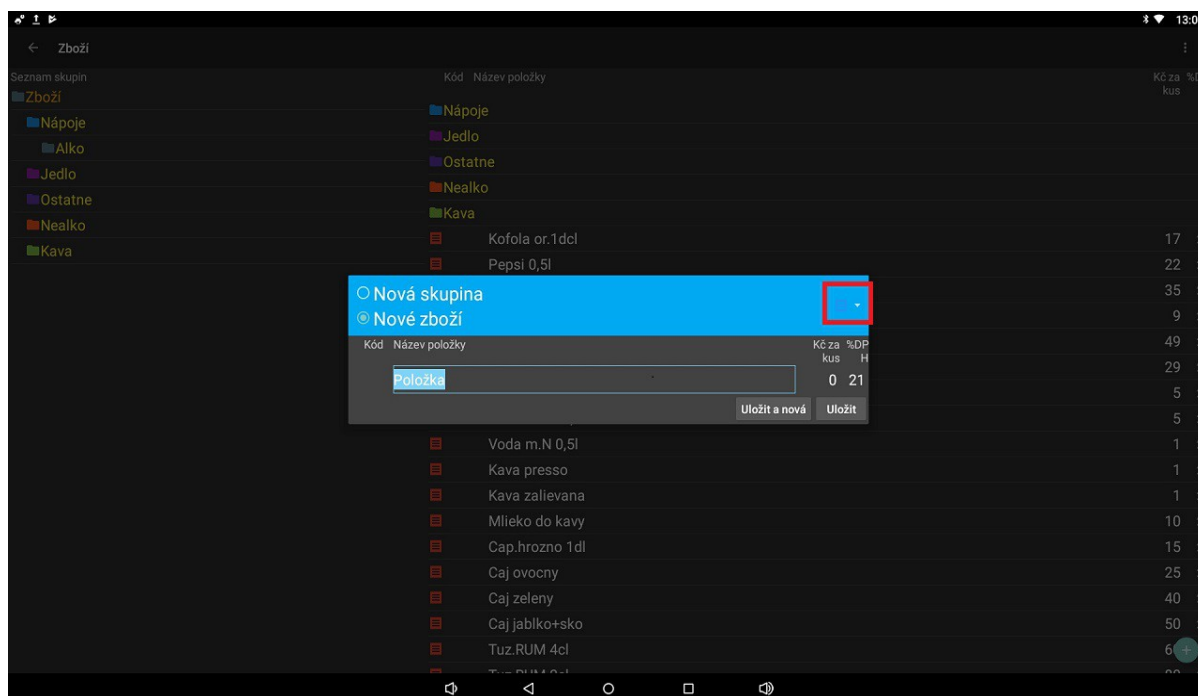 13:0
Zboží
Seznam skupin
Kód Název položky
Kč za
kus
Zboží
Nápoje
Alko
Jedlo
Ostatne
Nealko
Kava
Nápoje
Jedlo
Ostatne
Nealko
Kava
Kofola or.1dcl 17
Pepsi 0,5l 22
35
9
49
29
5
5
Nová skupina
Nové zboží
Kód Název položky Kč za %DP
kus H
Položka 0 21
Uložit a nová Uložit
Voda m.N 0,5l 1
Kava presso 1
Kava zalievana 1
Mlieko do kavy 10
Cap.hrozno 1dl 15
Caj ovocny 25
Caj zeleny 40
Caj jablko+sko 50
Tuz.RUM 4cl 6